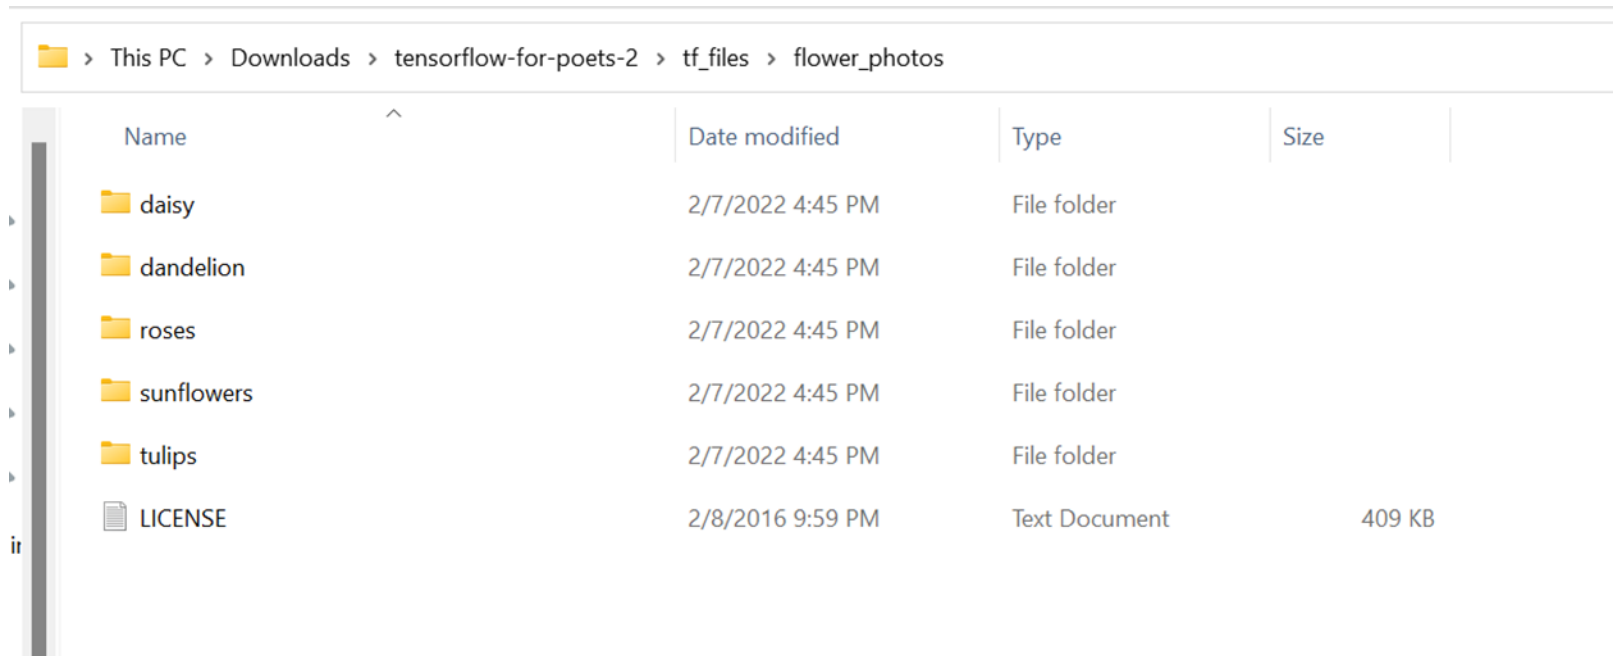 This PC > Downloads > tensorflow-for-poets-2 > tf_files > flower_photos
Name Date modified Type Size
daisy 2/7/2022 4:45 PM File folder
dandelion 2/7/2022 4:45 PM File folder
roses 2/7/2022 4:45 PM File folder
sunflowers 2/7/2022 4:45 PM File folder
tulips 2/7/2022 4:45 PM File folder
LICENSE 2/8/2016 9:59 PM Text Document 409 KB